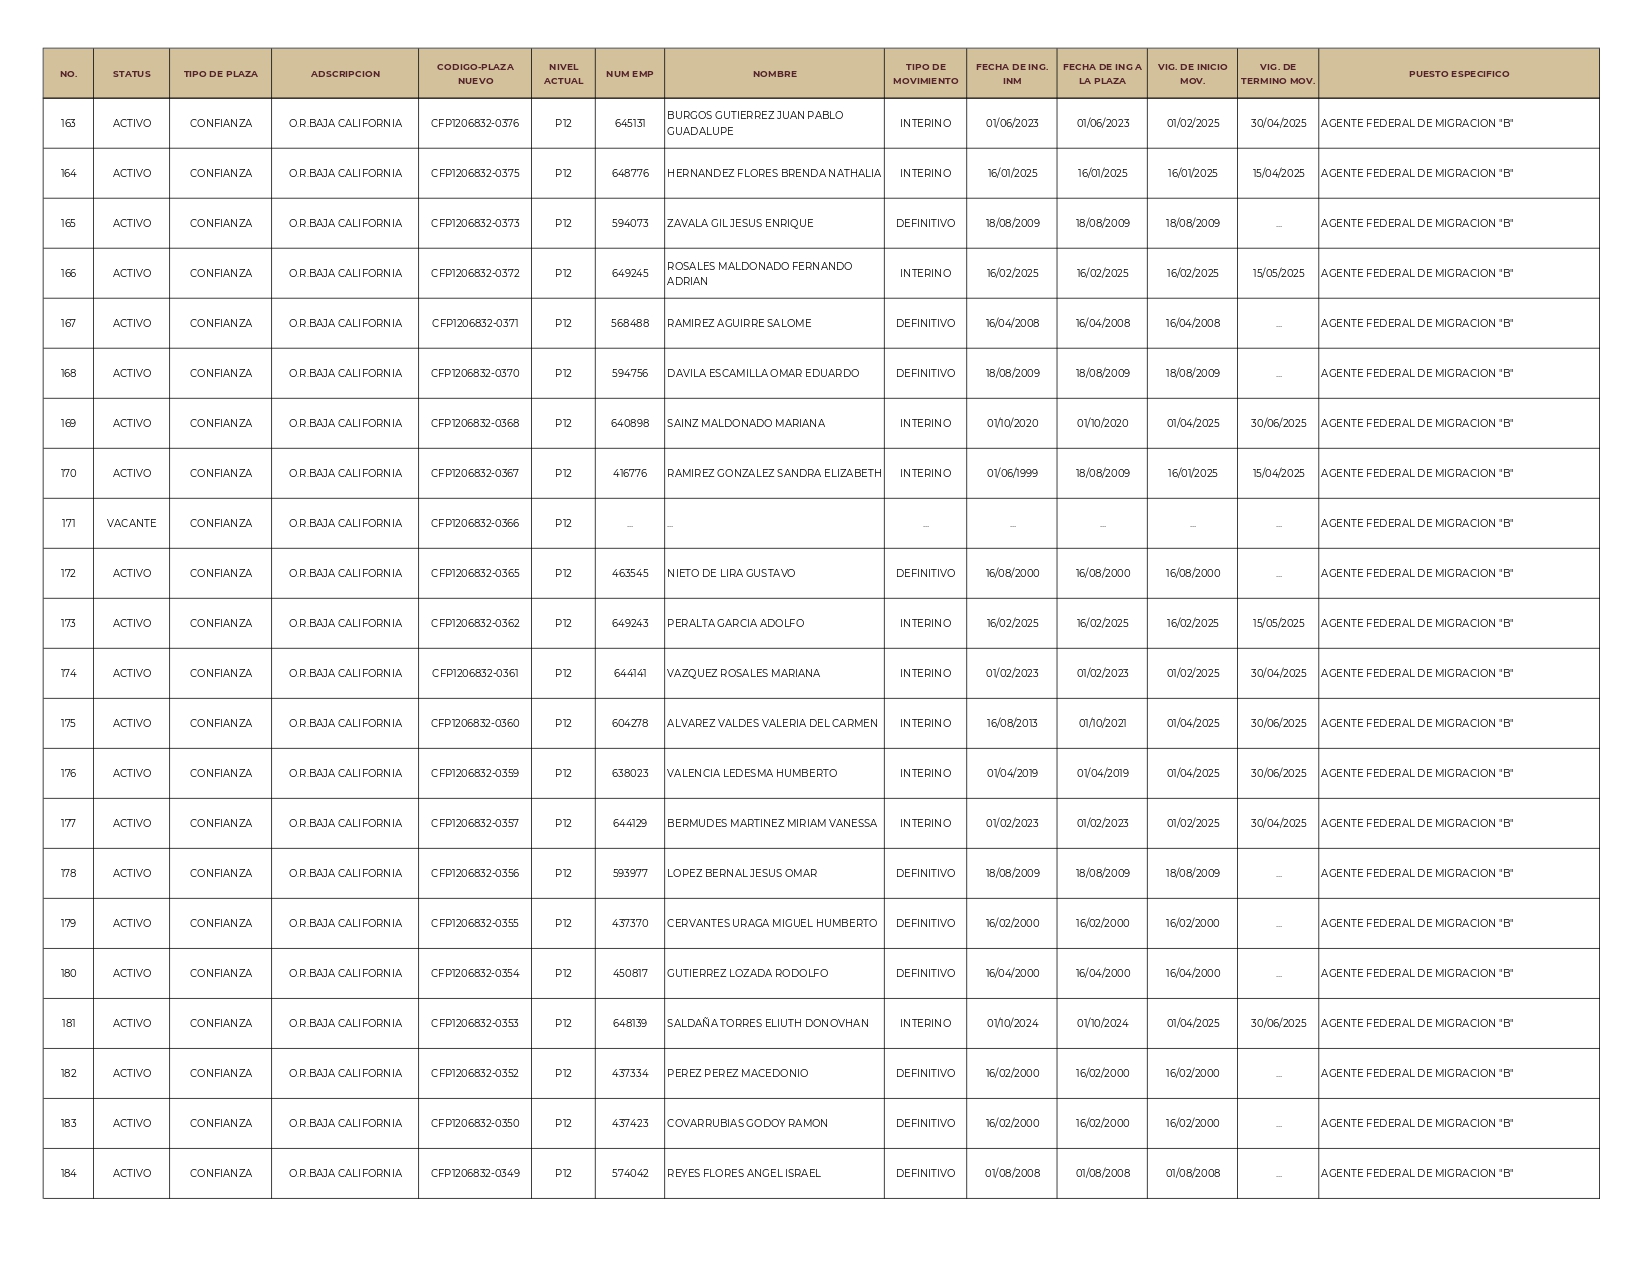 NO. STATUS TIPO DE PLAZA ADSCRIPCION CODIGO-PLAZA NUEVO NIVEL ACTUAL NUM EMP NOMBRE TIPO DE MOVIMIENTO FECHA DE ING. INM FECHA DE ING A LA PLAZA VIG. DE INICIO MOV. VIG. DE TERMINO MOV. PUESTO ESPECIFICO
163 ACTIVO CONFIANZA O.R.BAJA CALIFORNIA CFP1206832-0376 P12 645131 BURGOS GUTIERREZ JUAN PABLO GUADALUPE INTERINO 01/06/2023 01/06/2023 01/02/2025 30/04/2025 AGENTE FEDERAL DE MIGRACION "B"
164 ACTIVO CONFIANZA O.R.BAJA CALIFORNIA CFP1206832-0375 P12 648776 HERNANDEZ FLORES BRENDA NATHALIA INTERINO 16/01/2025 16/01/2025 16/01/2025 15/04/2025 AGENTE FEDERAL DE MIGRACION "B"
165 ACTIVO CONFIANZA O.R.BAJA CALIFORNIA CFP1206832-0373 P12 594073 ZAVALA GIL JESUS ENRIQUE DEFINITIVO 18/08/2009 18/08/2009 18/08/2009 ... AGENTE FEDERAL DE MIGRACION "B"
166 ACTIVO CONFIANZA O.R.BAJA CALIFORNIA CFP1206832-0372 P12 649245 ROSALES MALDONADO FERNANDO ADRIAN INTERINO 16/02/2025 16/02/2025 16/02/2025 15/05/2025 AGENTE FEDERAL DE MIGRACION "B"
167 ACTIVO CONFIANZA O.R.BAJA CALIFORNIA CFP1206832-0371 P12 568488 RAMIREZ AGUIRRE SALOME DEFINITIVO 16/04/2008 16/04/2008 16/04/2008 ... AGENTE FEDERAL DE MIGRACION "B"
168 ACTIVO CONFIANZA O.R.BAJA CALIFORNIA CFP1206832-0370 P12 594756 DAVILA ESCAMILLA OMAR EDUARDO DEFINITIVO 18/08/2009 18/08/2009 18/08/2009 ... AGENTE FEDERAL DE MIGRACION "B"
169 ACTIVO CONFIANZA O.R.BAJA CALIFORNIA CFP1206832-0368 P12 640898 SAINZ MALDONADO MARIANA INTERINO 01/10/2020 01/10/2020 01/04/2025 30/06/2025 AGENTE FEDERAL DE MIGRACION "B"
170 ACTIVO CONFIANZA O.R.BAJA CALIFORNIA CFP1206832-0367 P12 416776 RAMIREZ GONZALEZ SANDRA ELIZABETH INTERINO 01/06/1999 18/08/2009 16/01/2025 15/04/2025 AGENTE FEDERAL DE MIGRACION "B"
171 VACANTE CONFIANZA O.R.BAJA CALIFORNIA CFP1206832-0366 P12 ... ... ... ... ... ... ... AGENTE FEDERAL DE MIGRACION "B"
172 ACTIVO CONFIANZA O.R.BAJA CALIFORNIA CFP1206832-0365 P12 463545 NIETO DE LIRA GUSTAVO DEFINITIVO 16/08/2000 16/08/2000 16/08/2000 ... AGENTE FEDERAL DE MIGRACION "B"
173 ACTIVO CONFIANZA O.R.BAJA CALIFORNIA CFP1206832-0362 P12 649243 PERALTA GARCIA ADOLFO INTERINO 16/02/2025 16/02/2025 16/02/2025 15/05/2025 AGENTE FEDERAL DE MIGRACION "B"
174 ACTIVO CONFIANZA O.R.BAJA CALIFORNIA CFP1206832-0361 P12 644141 VAZQUEZ ROSALES MARIANA INTERINO 01/02/2023 01/02/2023 01/02/2025 30/04/2025 AGENTE FEDERAL DE MIGRACION "B"
175 ACTIVO CONFIANZA O.R.BAJA CALIFORNIA CFP1206832-0360 P12 604278 ALVAREZ VALDES VALERIA DEL CARMEN INTERINO 16/08/2013 01/10/2021 01/04/2025 30/06/2025 AGENTE FEDERAL DE MIGRACION "B"
176 ACTIVO CONFIANZA O.R.BAJA CALIFORNIA CFP1206832-0359 P12 638023 VALENCIA LEDESMA HUMBERTO INTERINO 01/04/2019 01/04/2019 01/04/2025 30/06/2025 AGENTE FEDERAL DE MIGRACION "B"
177 ACTIVO CONFIANZA O.R.BAJA CALIFORNIA CFP1206832-0357 P12 644129 BERMUDES MARTINEZ MIRIAM VANESSA INTERINO 01/02/2023 01/02/2023 01/02/2025 30/04/2025 AGENTE FEDERAL DE MIGRACION "B"
178 ACTIVO CONFIANZA O.R.BAJA CALIFORNIA CFP1206832-0356 P12 593977 LOPEZ BERNAL JESUS OMAR DEFINITIVO 18/08/2009 18/08/2009 18/08/2009 ... AGENTE FEDERAL DE MIGRACION "B"
179 ACTIVO CONFIANZA O.R.BAJA CALIFORNIA CFP1206832-0355 P12 437370 CERVANTES URAGA MIGUEL HUMBERTO DEFINITIVO 16/02/2000 16/02/2000 16/02/2000 ... AGENTE FEDERAL DE MIGRACION "B"
180 ACTIVO CONFIANZA O.R.BAJA CALIFORNIA CFP1206832-0354 P12 450817 GUTIERREZ LOZADA RODOLFO DEFINITIVO 16/04/2000 16/04/2000 16/04/2000 ... AGENTE FEDERAL DE MIGRACION "B"
181 ACTIVO CONFIANZA O.R.BAJA CALIFORNIA CFP1206832-0353 P12 648139 SALDAÑA TORRES ELIUTH DONOVHAN INTERINO 01/10/2024 01/10/2024 01/04/2025 30/06/2025 AGENTE FEDERAL DE MIGRACION "B"
182 ACTIVO CONFIANZA O.R.BAJA CALIFORNIA CFP1206832-0352 P12 437334 PEREZ PEREZ MACEDONIO DEFINITIVO 16/02/2000 16/02/2000 16/02/2000 ... AGENTE FEDERAL DE MIGRACION "B"
183 ACTIVO CONFIANZA O.R.BAJA CALIFORNIA CFP1206832-0350 P12 437423 COVARRUBIAS GODOY RAMON DEFINITIVO 16/02/2000 16/02/2000 16/02/2000 ... AGENTE FEDERAL DE MIGRACION "B"
184 ACTIVO CONFIANZA O.R.BAJA CALIFORNIA CFP1206832-0349 P12 574042 REYES FLORES ANGEL ISRAEL DEFINITIVO 01/08/2008 01/08/2008 01/08/2008 ... AGENTE FEDERAL DE MIGRACION "B"